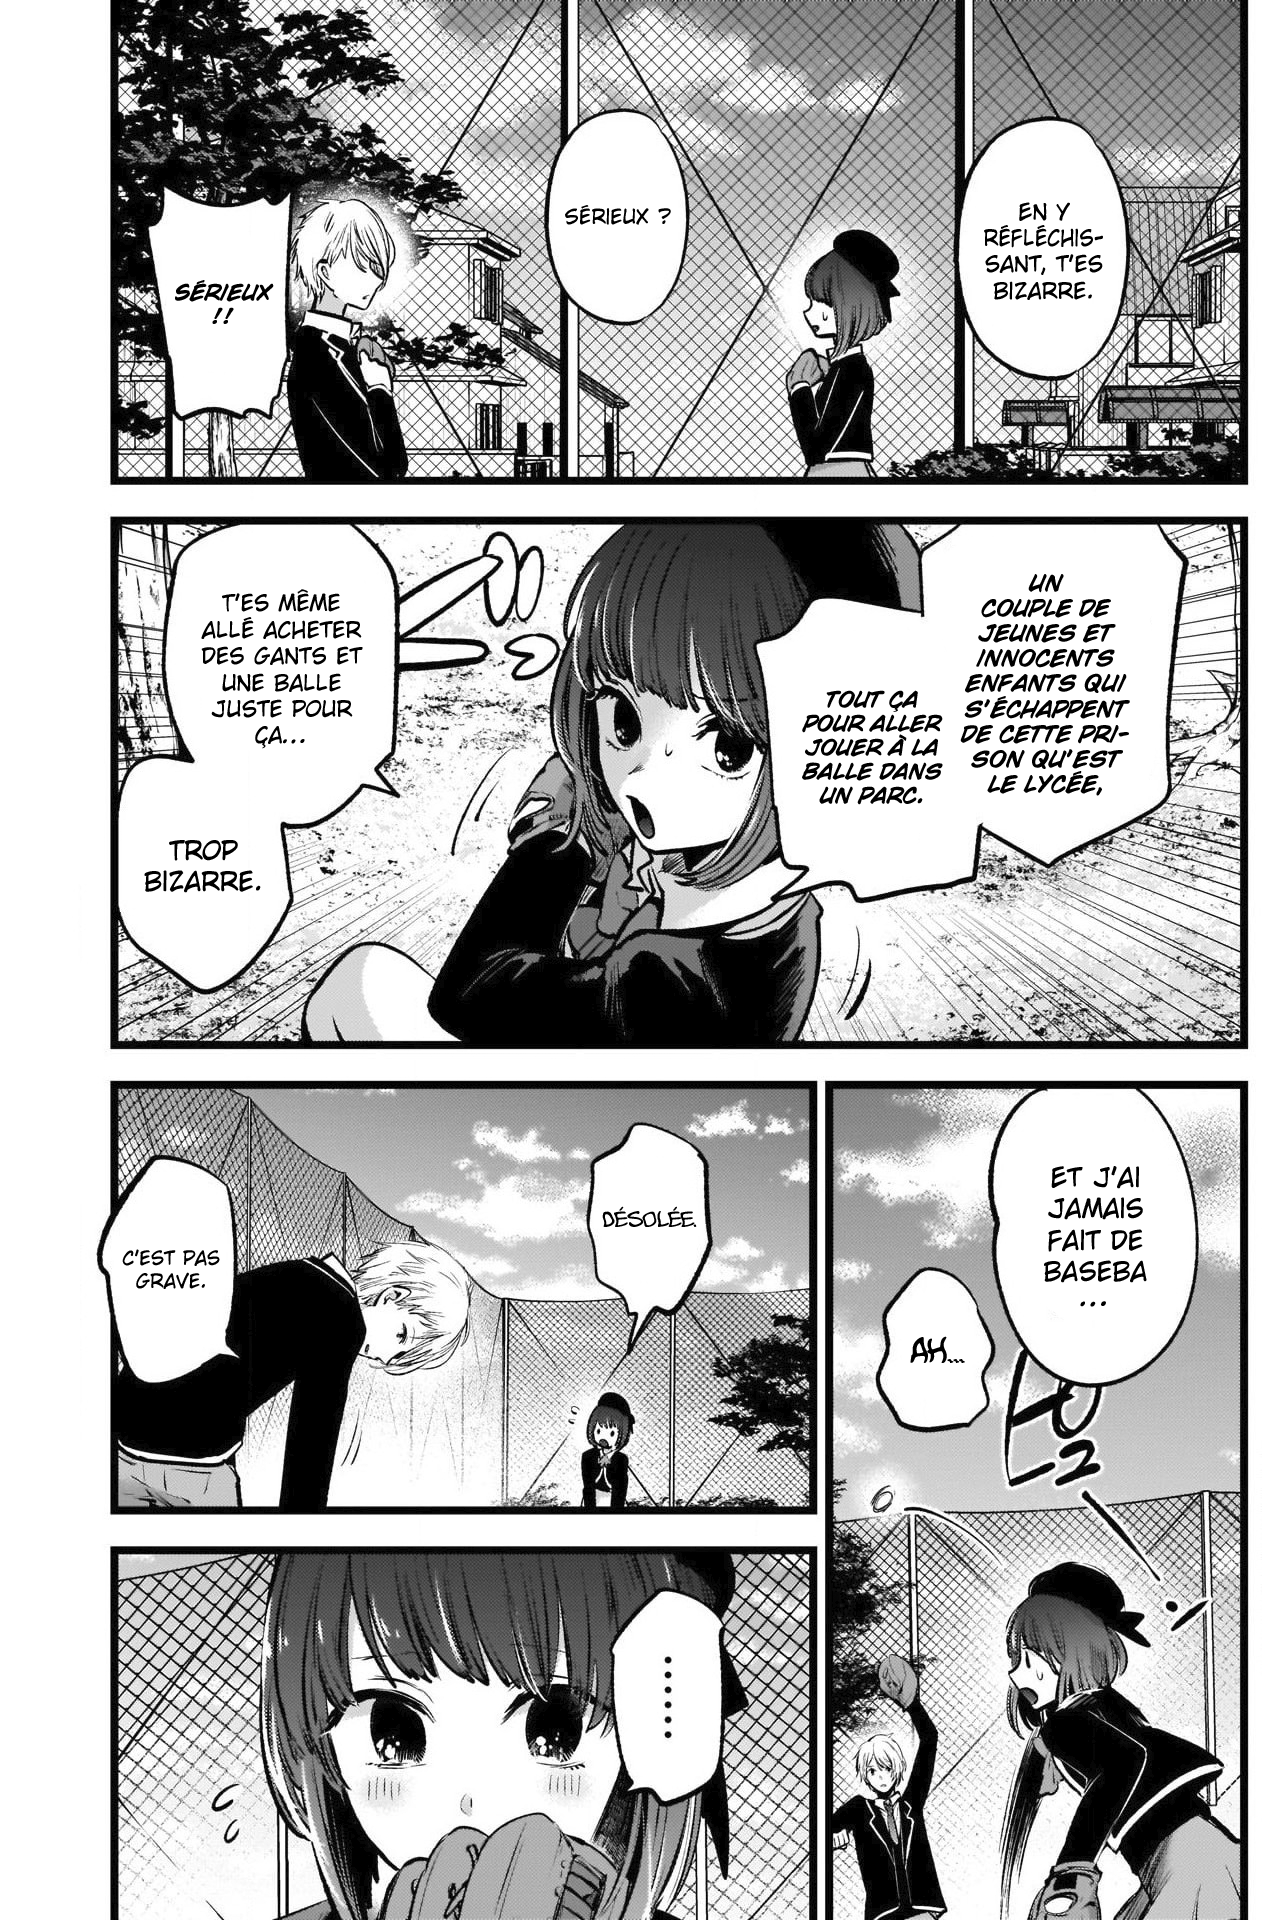 EN Y
RÉFLÉCHIS-
SANT, T'ES
BIZARRE.
SÉRIEUX ?
SÉRIEUX
!!
UN
COUPLE DE
JEUNES ET
INNOCENTS
ENFANTS QUI
S'ÉCHAPPENT
DE CETTE PRI-
SON QU'EST
LE LYCÉE,
TOUT ÇA
POUR ALLER
JOUER À LA
BALLE DANS
UN PARC.
T'ES MÊME
ALLÉ ACHETER
DES GANTS ET
UNE BALLE
JUSTE POUR
ÇA...
TROP
BIZARRE.
ET J'AI
JAMAIS
FAIT DE
BASEBA
...
AH...
DÉSOLÉE.
C'EST PAS
GRAVE.
........